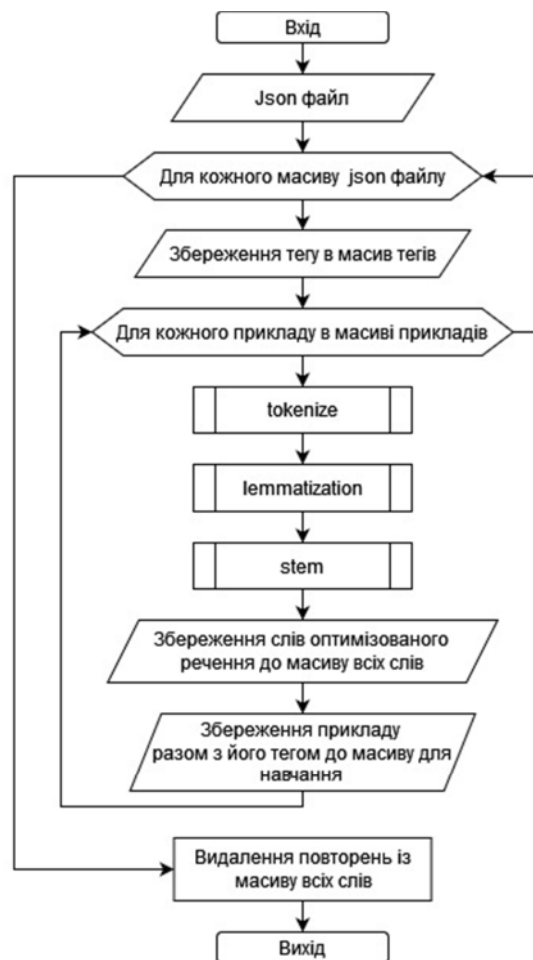 Вхід
Json файл
Для кожного масиву json файлу
Збереження тегу в масив тегів
Для кожного прикладу в масиві прикладів
tokenize
lemmatization
stem
Збереження слів оптимізованого
речення до масиву всіх слів
Збереження прикладу
разом з його тегом до масиву для
навчання
Видалення повторень із
масиву всіх слів
Вихід